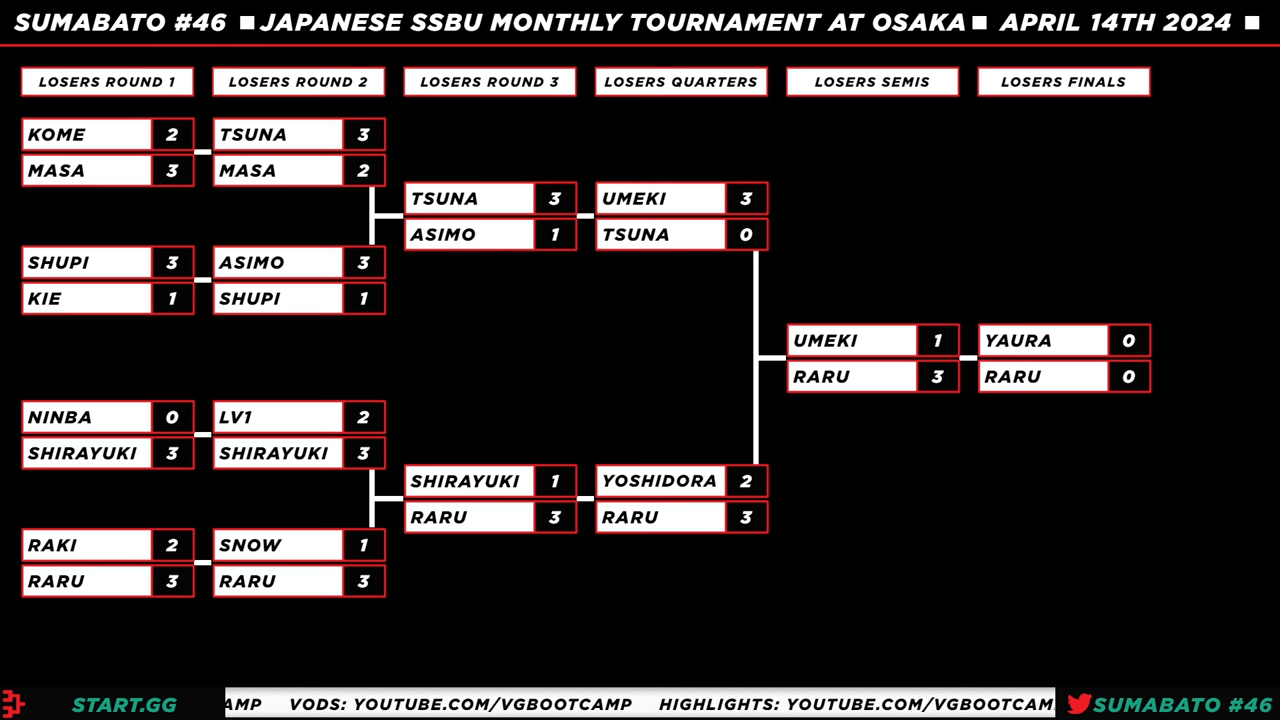 SUMABATO #46 ■ JAPANESE SSBU MONTHLY TOURNAMENT AT OSAKA ■ APRIL 14TH 2024 ■
LOSERS ROUND 1
LOSERS ROUND 2
LOSERS ROUND 3
LOSERS QUARTERS
LOSERS SEMIS
LOSERS FINALS
KOME 2
MASA 3
SHUPI 3
KIE 1
NINBA 0
SHIRAYUKI 3
RAKI 2
RARU 3
TSUNA 3
MASA 2
ASIMO 3
SHUPI 1
LV1 2
SHIRAYUKI 3
SNOW 1
RARU 3
TSUNA 3
ASIMO 1
SHIRAYUKI 1
RARU 3
UMEKI 3
TSUNA 0
YOSHIDORA 2
RARU 3
UMEKI 1
RARU 3
YAURA 0
RARU 0
START.GG
AMP VODS: YOUTUBE.COM/VGBOOTCAMP HIGHLIGHTS: YOUTUBE.COM/VGBOOTCAM
SUMABATO #46